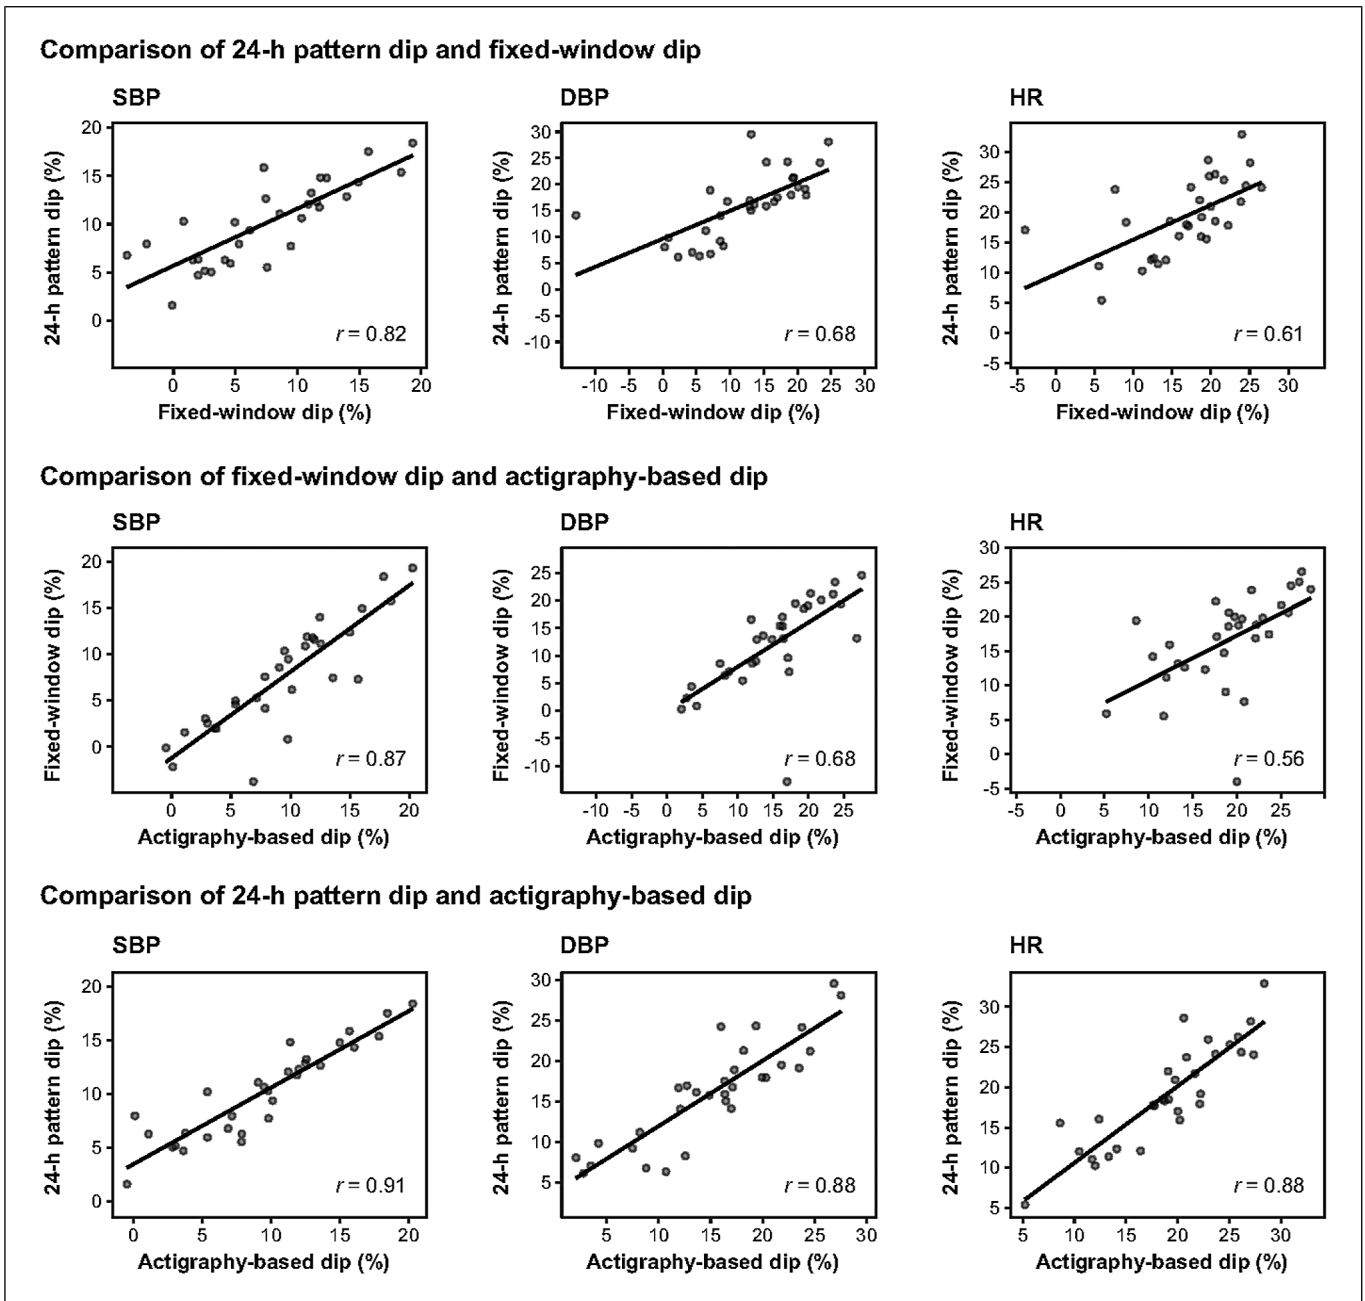 Comparison of 24-h pattern dip and fixed-window dip
SBP
DBP
HR
24-h pattern dip (%)
20
15
10
5
0
r = 0.82
0 5 10 15 20
Fixed-window dip (%)
24-h pattern dip (%)
30
25
20
15
10
5
0
-5
-10
r = 0.68
-10 -5 0 5 10 15 20 25 30
Fixed-window dip (%)
24-h pattern dip (%)
30
25
20
15
10
5
0
-5
r = 0.61
-5 0 5 10 15 20 25 30
Fixed-window dip (%)
Comparison of fixed-window dip and actigraphy-based dip
SBP
DBP
HR
Fixed-window dip (%)
20
15
10
5
0
r = 0.87
0 5 10 15 20
Actigraphy-based dip (%)
Fixed-window dip (%)
25
20
15
10
5
0
-5
-10
r = 0.68
-10 -5 0 5 10 15 20 25
Actigraphy-based dip (%)
Fixed-window dip (%)
30
25
20
15
10
5
0
-5
r = 0.56
-5 0 5 10 15 20 25
Actigraphy-based dip (%)
Comparison of 24-h pattern dip and actigraphy-based dip
SBP
DBP
HR
24-h pattern dip (%)
20
15
10
5
0
r = 0.91
0 5 10 15 20
Actigraphy-based dip (%)
24-h pattern dip (%)
30
25
20
15
10
5
r = 0.88
5 10 15 20 25 30
Actigraphy-based dip (%)
24-h pattern dip (%)
30
25
20
15
10
5
r = 0.88
5 10 15 20 25 30
Actigraphy-based dip (%)